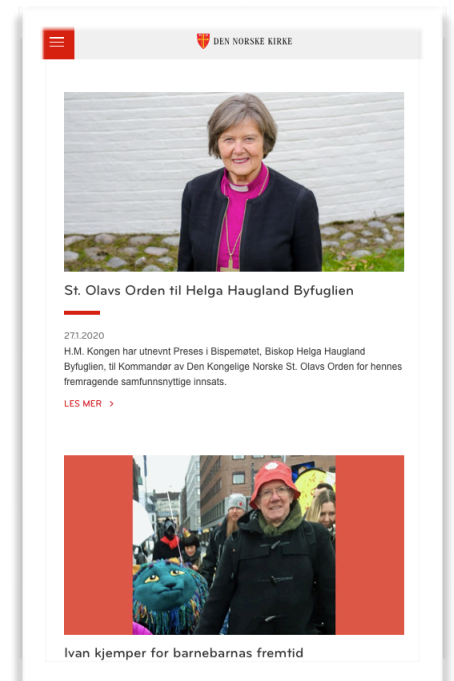 DEN NORSKE KIRKE
St. Olavs Orden til Helga Haugland Byfuglien
27.1.2020
H.M. Kongen har utnevnt Preses i Bispemøtet, Biskop Helga Haugland
Byfuglien, til Kommandør av Den Kongelige Norske St. Olavs Orden for hennes
fremragende samfunnsnyttige innsats.
LES MER >
Ivan kjemper for barnebarnas fremtid